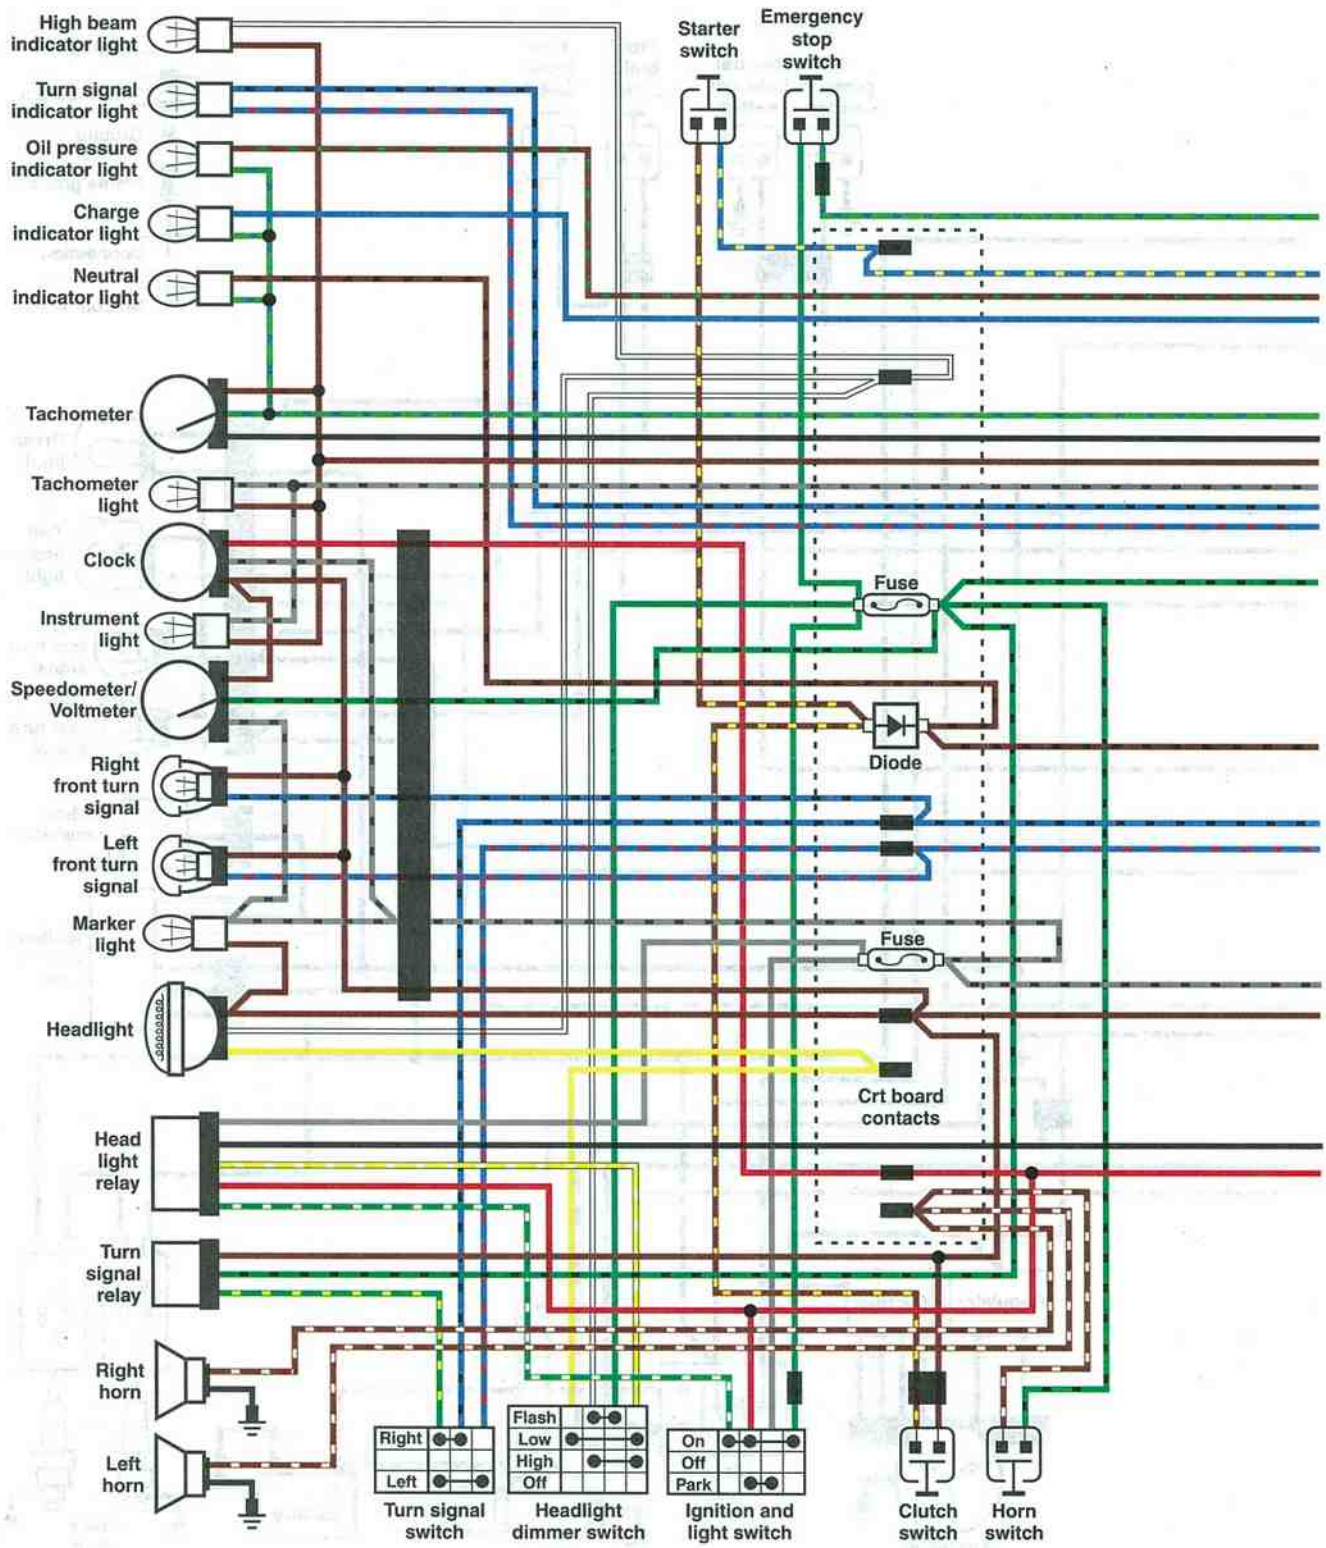 High beam
indicator light
Turn signal
indicator light
Oil pressure
indicator light
Charge
indicator light
Neutral
indicator light
Tachometer
Tachometer
light
Clock
Instrument
light
Speedometer/
Voltmeter
Right
front turn
signal
Left
front turn
signal
Marker
light
Headlight
Head
light
relay
Turn
signal
relay
Right
horn
Left
horn
Starter
switch
Emergency
stop
switch
Fuse
Diode
Fuse
Crt board
contacts
Right
Left
Turn signal
switch
Flash
Low
High
Off
Headlight
dimmer switch
On
Off
Park
Ignition and
light switch
Clutch
switch
Horn
switch